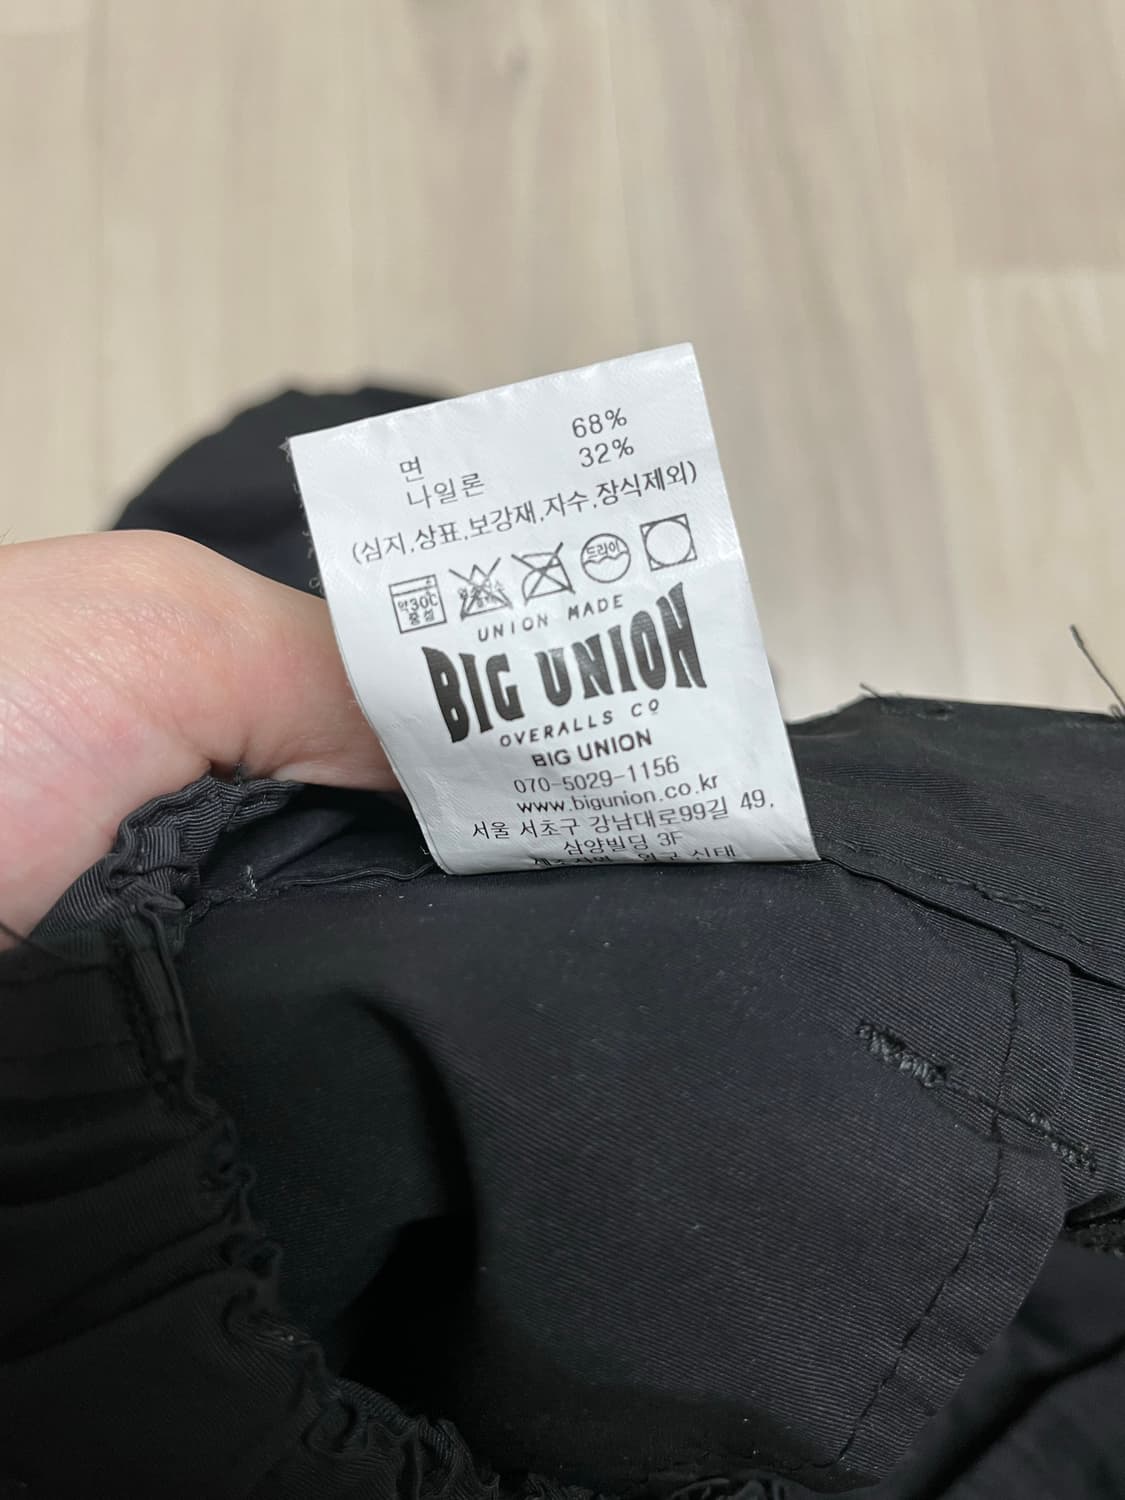 면 68%
나일론 32%
(심지,상표,보강재,자수,장식제외)
약30℃ 중성 드라이
UNION MADE
BIG UNION
OVERALLS CO
BIG UNION
070-5029-1156
www.bigunion.co.kr
서울 서초구 강남대로99길 49,
삼양빌딩 3F